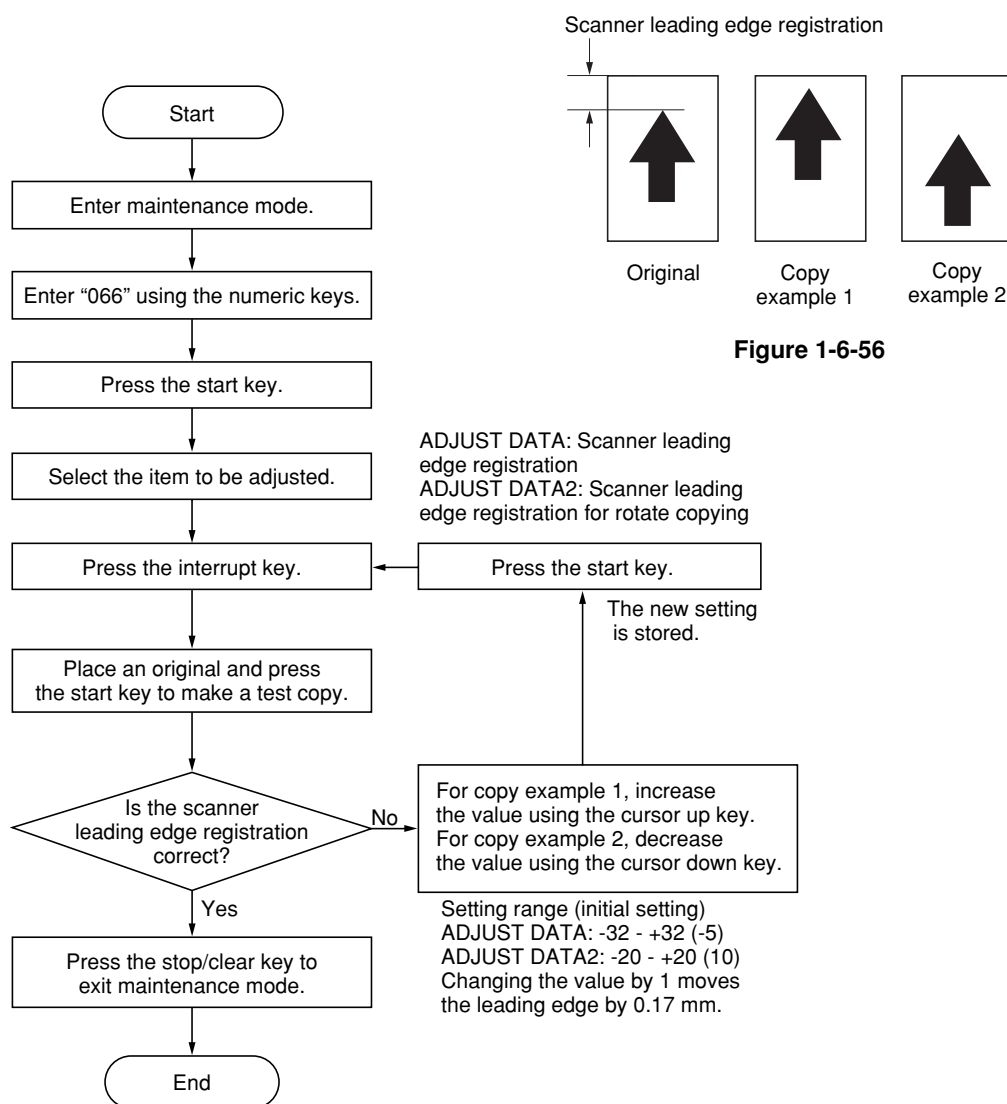 Scanner leading edge registration
Original
Copy
example 1
Copy
example 2
Figure 1-6-56
Start
Enter maintenance mode.
Enter “066” using the numeric keys.
Press the start key.
Select the item to be adjusted.
ADJUST DATA: Scanner leading
edge registration
ADJUST DATA2: Scanner leading
edge registration for rotate copying
Press the interrupt key.
Press the start key.
The new setting
is stored.
Place an original and press
the start key to make a test copy.
Is the scanner
leading edge registration
correct?
No
For copy example 1, increase
the value using the cursor up key.
For copy example 2, decrease
the value using the cursor down key.
Yes
Setting range (initial setting)
ADJUST DATA: -32 - +32 (-5)
ADJUST DATA2: -20 - +20 (10)
Changing the value by 1 moves
the leading edge by 0.17 mm.
Press the stop/clear key to
exit maintenance mode.
End